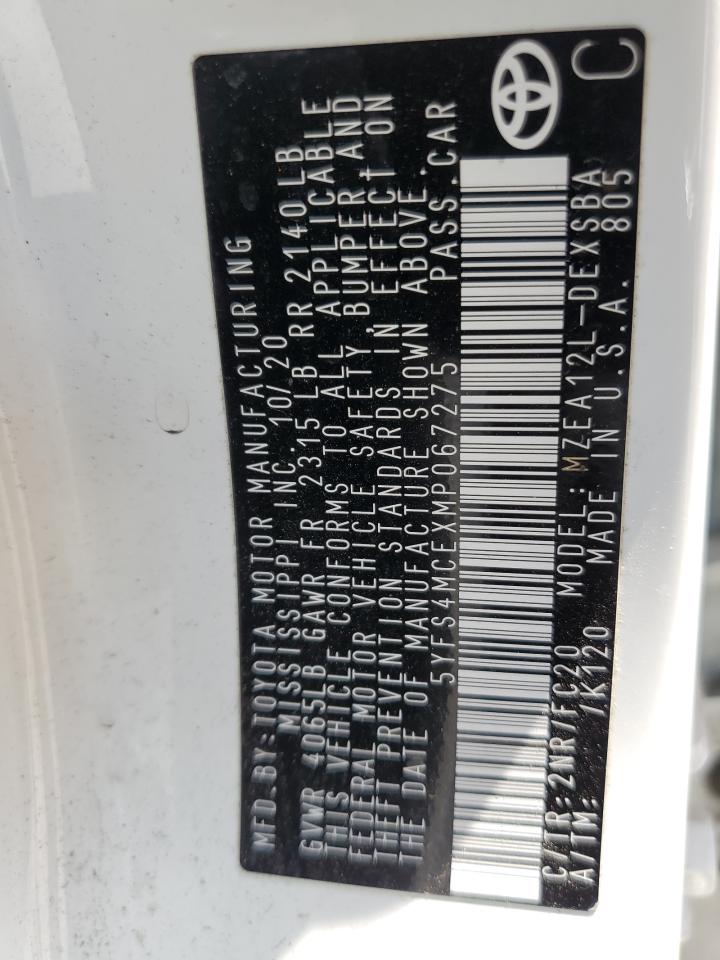 MFD.BY:TOYOTA MOTOR MANUFACTURING
MISSISSIPPI INC. 10/20
GVWR 4065LB GAWR FR 2315 LB RR 2140LB
THIS VEHICLE CONFORMS TO ALL APPLICABLE
FEDERAL MOTOR VEHICLE SAFETY, BUMPER AND
THEFT PREVENTION STANDARDS IN EFFECT ON
THE DATE OF MANUFACTURE SHOWN ABOVE.
5YFS4MCEXMP067275 PASS.CAR
C/TR:2NR/FC20 MODEL:MZEA12L-DEXSBA
A/TM: /K120 MADE IN U.S.A. 805
C